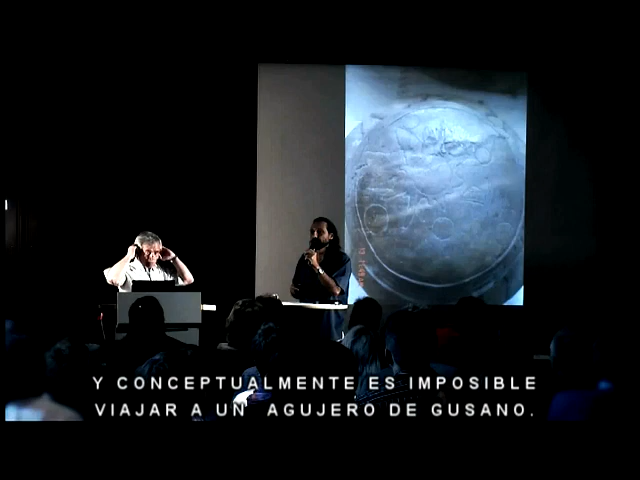 Y CONCEPTUALMENTE ES IMPOSIBLE
VIAJAR A UN AGUJERO DE GUSANO.